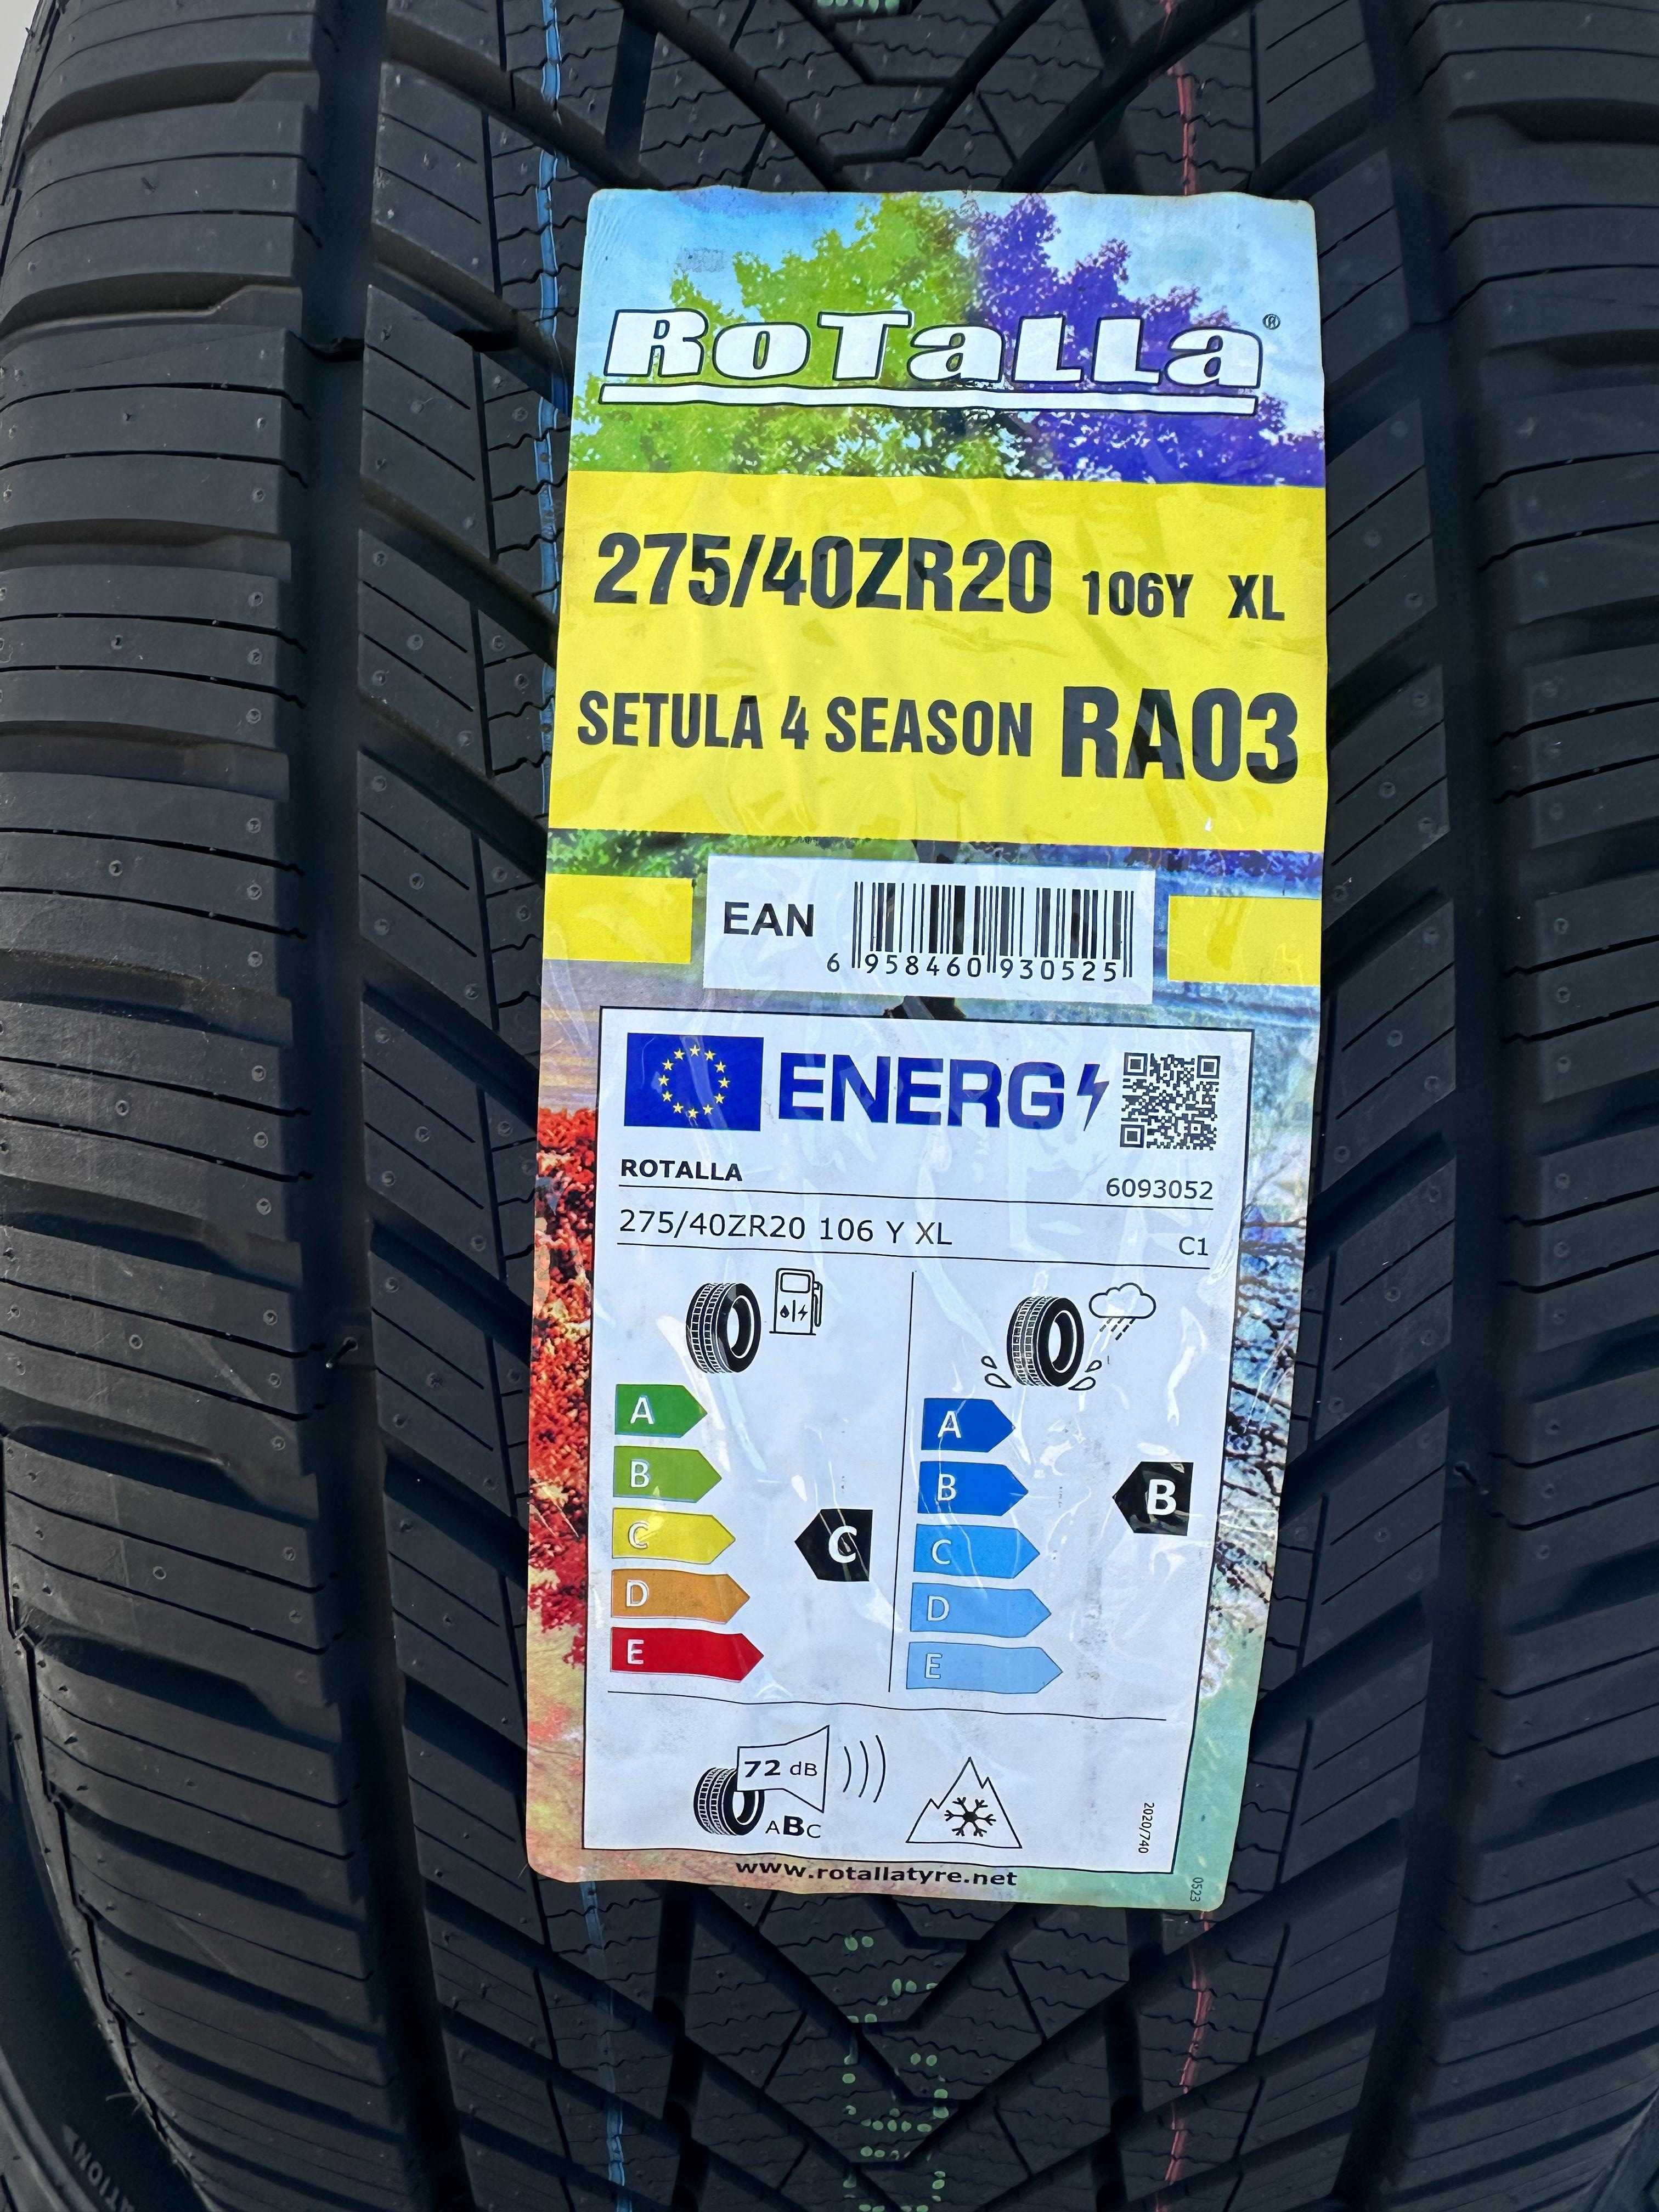 RoTaLLa®
275/40ZR20 106Y XL
SETULA 4 SEASON RA03
EAN
6 958460 930525
ENERG
ROTALLA
6093052
275/40ZR20 106 Y XL
C1
A
B
C
D
E
C
A
B
C
D
E
B
72 dB
ABC
2020/740
www.rotallatyre.net
0523